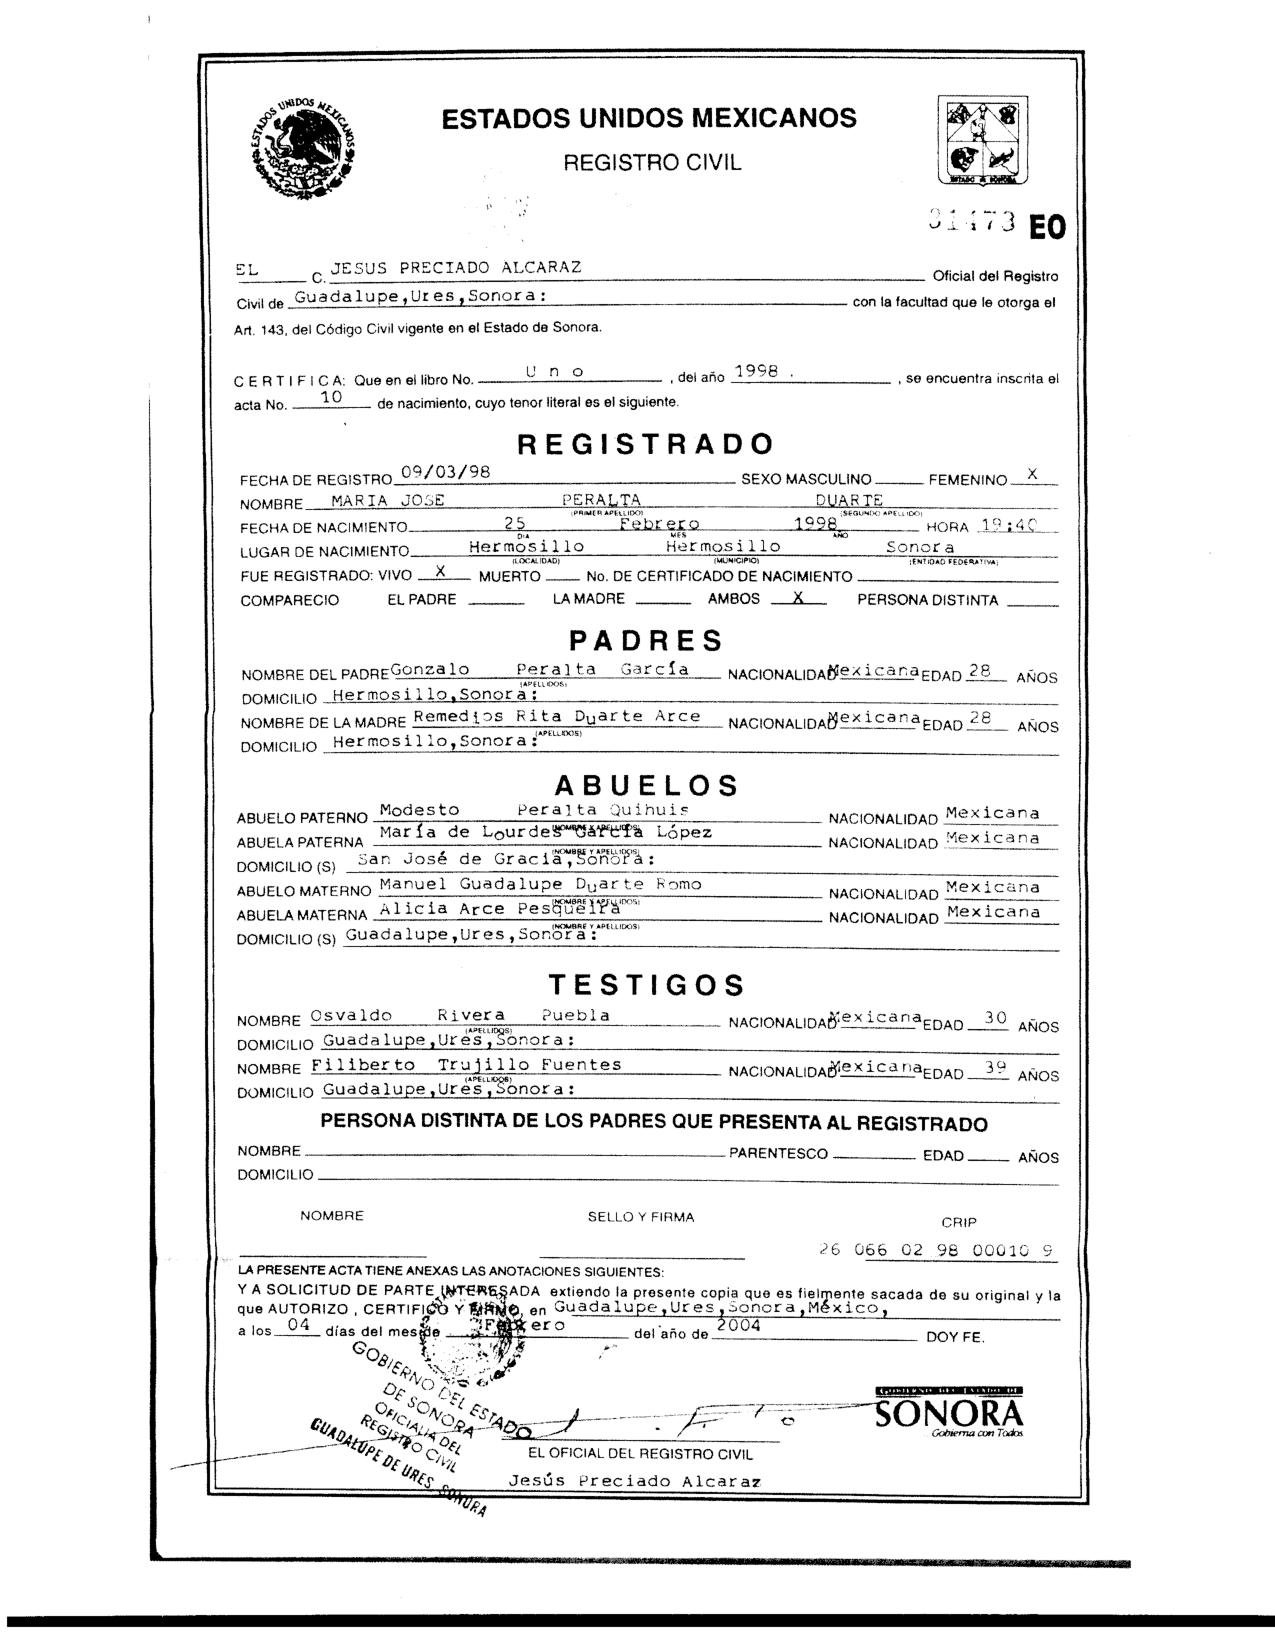 ESTADOS UNIDOS MEXICANOS
ESTADOS UNIDOS MEXICANOS
REGISTRO CIVIL
ESTADO DE SONORA
01473 EO
EL C. JESUS PRECIADO ALCARAZ Oficial del Registro
Civil de Guadalupe,Ures,Sonora: con la facultad que le otorga el
Art. 143, del Código Civil vigente en el Estado de Sonora.
CERTIFICA: Que en el libro No. Uno , del año 1998 . , se encuentra inscrita el
acta No. 10 de nacimiento, cuyo tenor literal es el siguiente.
REGISTRADO
FECHA DE REGISTRO 09/03/98 SEXO MASCULINO FEMENINO X
NOMBRE MARIA JOSE PERALTA DUARTE
(PRIMER APELLIDO) (SEGUNDO APELLIDO)
FECHA DE NACIMIENTO 25 Febrero 1998 HORA 19:40
DIA MES AÑO
LUGAR DE NACIMIENTO Hermosillo Hermosillo Sonora
(LOCALIDAD) (MUNICIPIO) (ENTIDAD FEDERATIVA)
FUE REGISTRADO: VIVO X MUERTO No. DE CERTIFICADO DE NACIMIENTO
COMPARECIO EL PADRE LA MADRE AMBOS X PERSONA DISTINTA
PADRES
NOMBRE DEL PADRE Gonzalo Peralta García NACIONALIDAD Mexicana EDAD 28 AÑOS
(APELLIDOS)
DOMICILIO Hermosillo,Sonora:
NOMBRE DE LA MADRE Remedios Rita Duarte Arce NACIONALIDAD Mexicana EDAD 28 AÑOS
(APELLIDOS)
DOMICILIO Hermosillo,Sonora:
ABUELOS
ABUELO PATERNO Modesto Peralta Quihuis NACIONALIDAD Mexicana
(NOMBRE Y APELLIDOS)
ABUELA PATERNA María de Lourdes García López NACIONALIDAD Mexicana
(NOMBRE Y APELLIDOS)
DOMICILIO (S) San José de Gracia,Sonora:
ABUELO MATERNO Manuel Guadalupe Duarte Romo NACIONALIDAD Mexicana
(NOMBRE Y APELLIDOS)
ABUELA MATERNA Alicia Arce Pesqueira NACIONALIDAD Mexicana
(NOMBRE Y APELLIDOS)
DOMICILIO (S) Guadalupe,Ures,Sonora:
TESTIGOS
NOMBRE Osvaldo Rivera Puebla NACIONALIDAD Mexicana EDAD 30 AÑOS
(APELLIDOS)
DOMICILIO Guadalupe,Ures,Sonora:
NOMBRE Filiberto Trujillo Fuentes NACIONALIDAD Mexicana EDAD 39 AÑOS
(APELLIDOS)
DOMICILIO Guadalupe,Ures,Sonora:
PERSONA DISTINTA DE LOS PADRES QUE PRESENTA AL REGISTRADO
NOMBRE PARENTESCO EDAD AÑOS
DOMICILIO
NOMBRE SELLO Y FIRMA CRIP
26 066 02 98 00010 9
LA PRESENTE ACTA TIENE ANEXAS LAS ANOTACIONES SIGUIENTES:
Y A SOLICITUD DE PARTE INTERESADA extiendo la presente copia que es fielmente sacada de su original y la
que AUTORIZO , CERTIFICO Y FIRMO, en Guadalupe,Ures,Sonora,México,
a los 04 días del mes de Febrero del año de 2004 DOY FE.
GOBIERNO DEL ESTADO
DE SONORA
OFICIALIA DEL
REGISTRO CIVIL
GUADALUPE DE URES, SONORA
GOBIERNO DEL ESTADO DE
SONORA
Gobierna con Todos
EL OFICIAL DEL REGISTRO CIVIL
Jesús Preciado Alcaraz